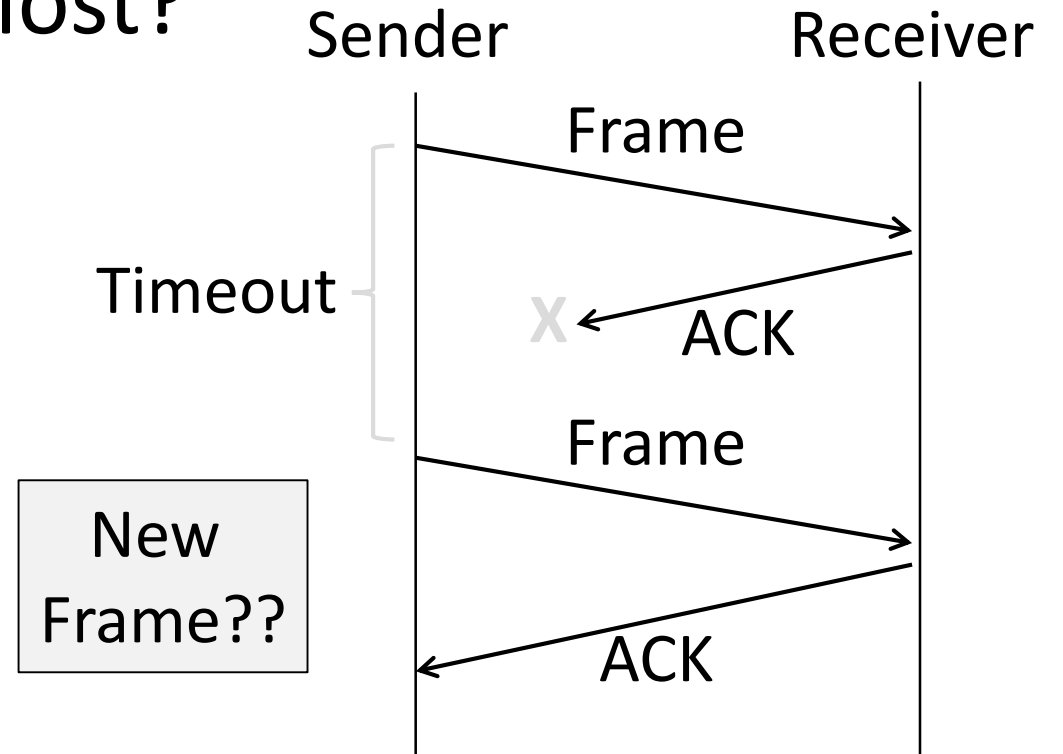 lost?
Sender
Receiver
Frame
Timeout
X
ACK
Frame
New
Frame??
ACK